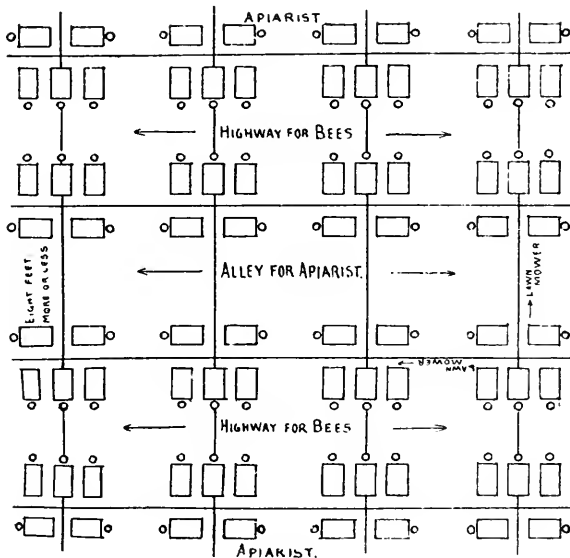 APIARIST
HIGHWAY FOR BEES
ALLEY FOR APIARIST.
EIGHT FEET
MORE OR LESS
LAWN
MOWER
LAWN
MOWER
HIGHWAY FOR BEES
APIARIST.